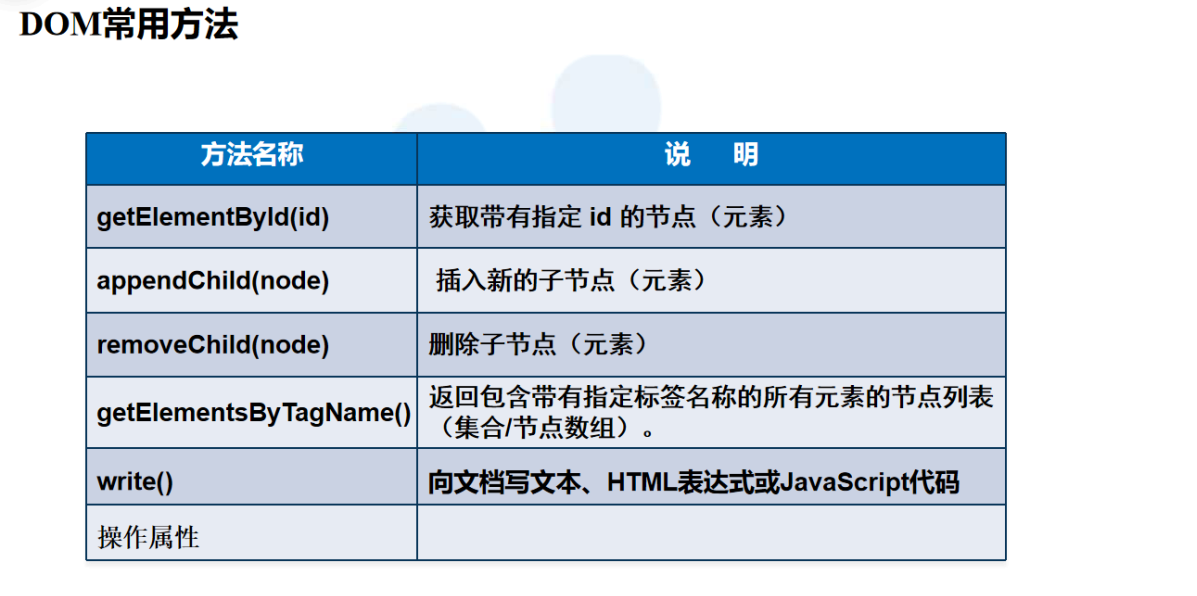 DOM常用方法
方法名称
说 明
getElementById(id)
获取带有指定 id 的节点（元素）
appendChild(node)
插入新的子节点（元素）
removeChild(node)
删除子节点（元素）
getElementsByTagName()
返回包含带有指定标签名称的所有元素的节点列表
（集合/节点数组）。
write()
向文档写文本、HTML表达式或JavaScript代码
操作属性